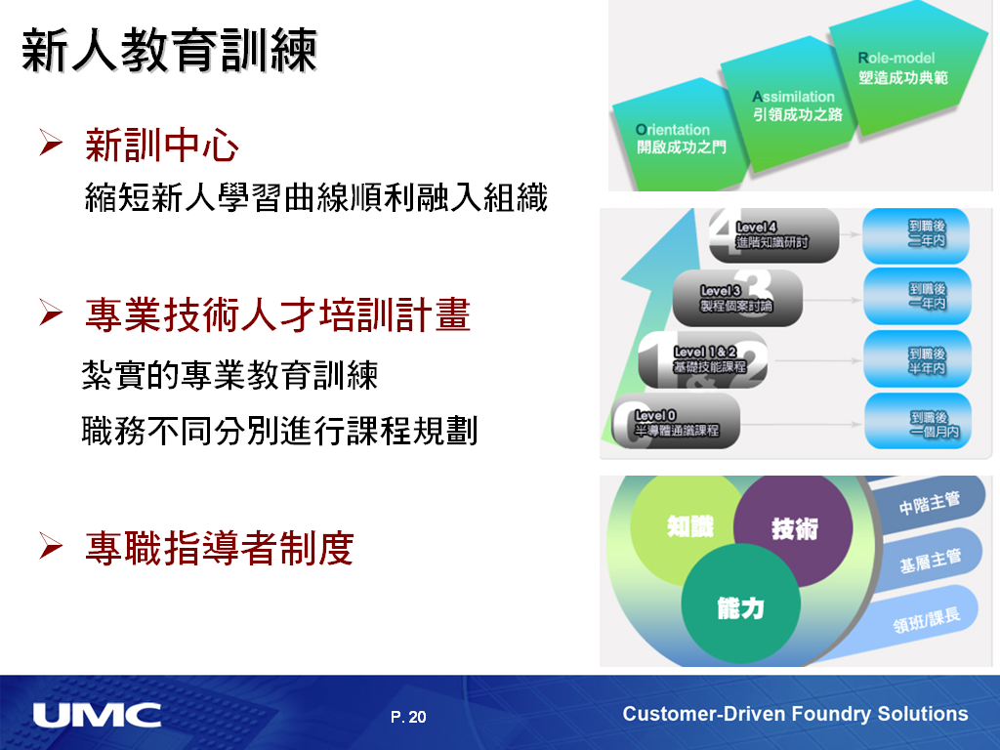 新人教育訓練
新訓中心
縮短新人學習曲線順利融入組織
專業技術人才培訓計畫
紮實的專業教育訓練
職務不同分別進行課程規劃
專職指導者制度
Role-model
塑造成功典範
Assimilation
引領成功之路
Orientation
開啟成功之門
4
Level 4
進階知識研討
到職後
二年內
3
Level 3
製程個案討論
到職後
一年內
1&2
Level 1 & 2
基礎技能課程
到職後
半年內
0
Level 0
半導體通識課程
到職後
一個月內
知識
技術
能力
中階主管
基層主管
領班/課長
UMC
P. 20
Customer-Driven Foundry Solutions